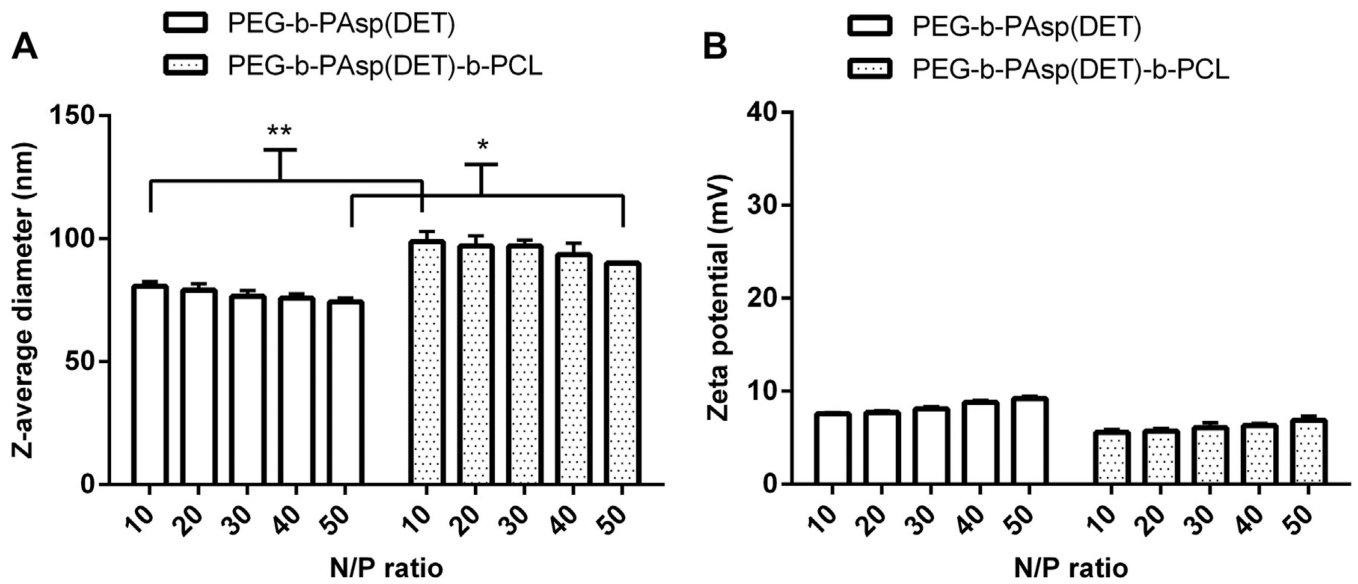 A
PEG-b-PAsp(DET)
PEG-b-PAsp(DET)-b-PCL
Z-average diameter (nm)
150
100
50
0
**
*
10 20 30 40 50 10 20 30 40 50
N/P ratio
B
PEG-b-PAsp(DET)
PEG-b-PAsp(DET)-b-PCL
Zeta potential (mV)
40
30
20
10
0
10 20 30 40 50 10 20 30 40 50
N/P ratio